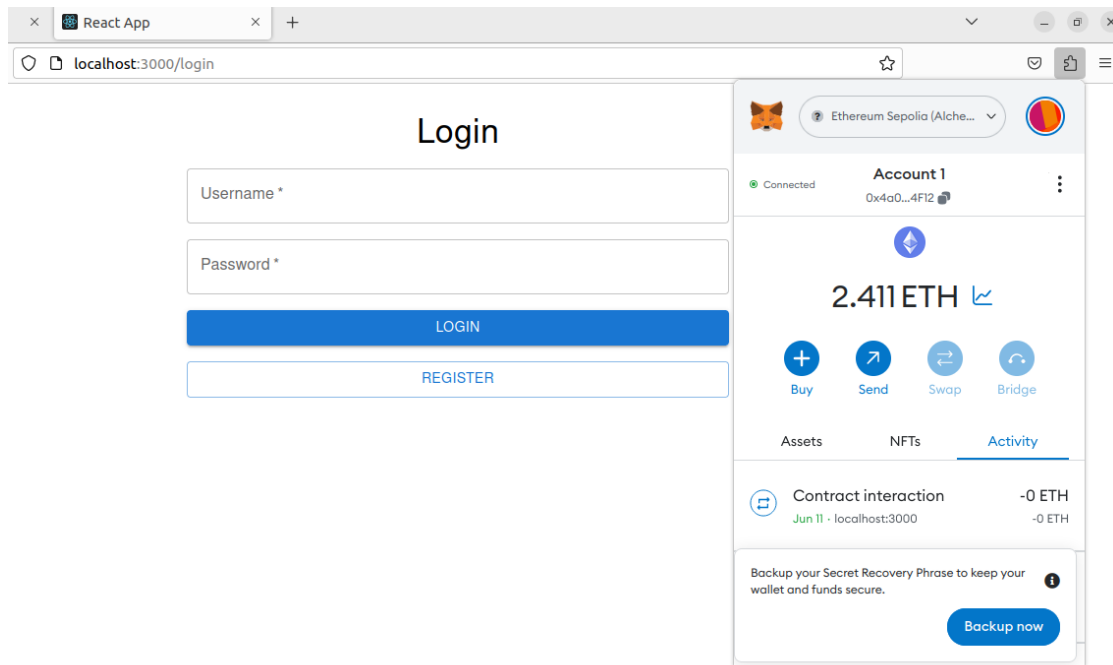 React App
localhost:3000/login
Login
Username *
Password *
LOGIN
REGISTER
Ethereum Sepolia (Alche...
Connected
Account 1
0x4a0...4F12
2.411 ETH
Buy
Send
Swap
Bridge
Assets
NFTs
Activity
Contract interaction
-0 ETH
Jun 11 · localhost:3000
-0 ETH
Backup your Secret Recovery Phrase to keep your
wallet and funds secure.
Backup now